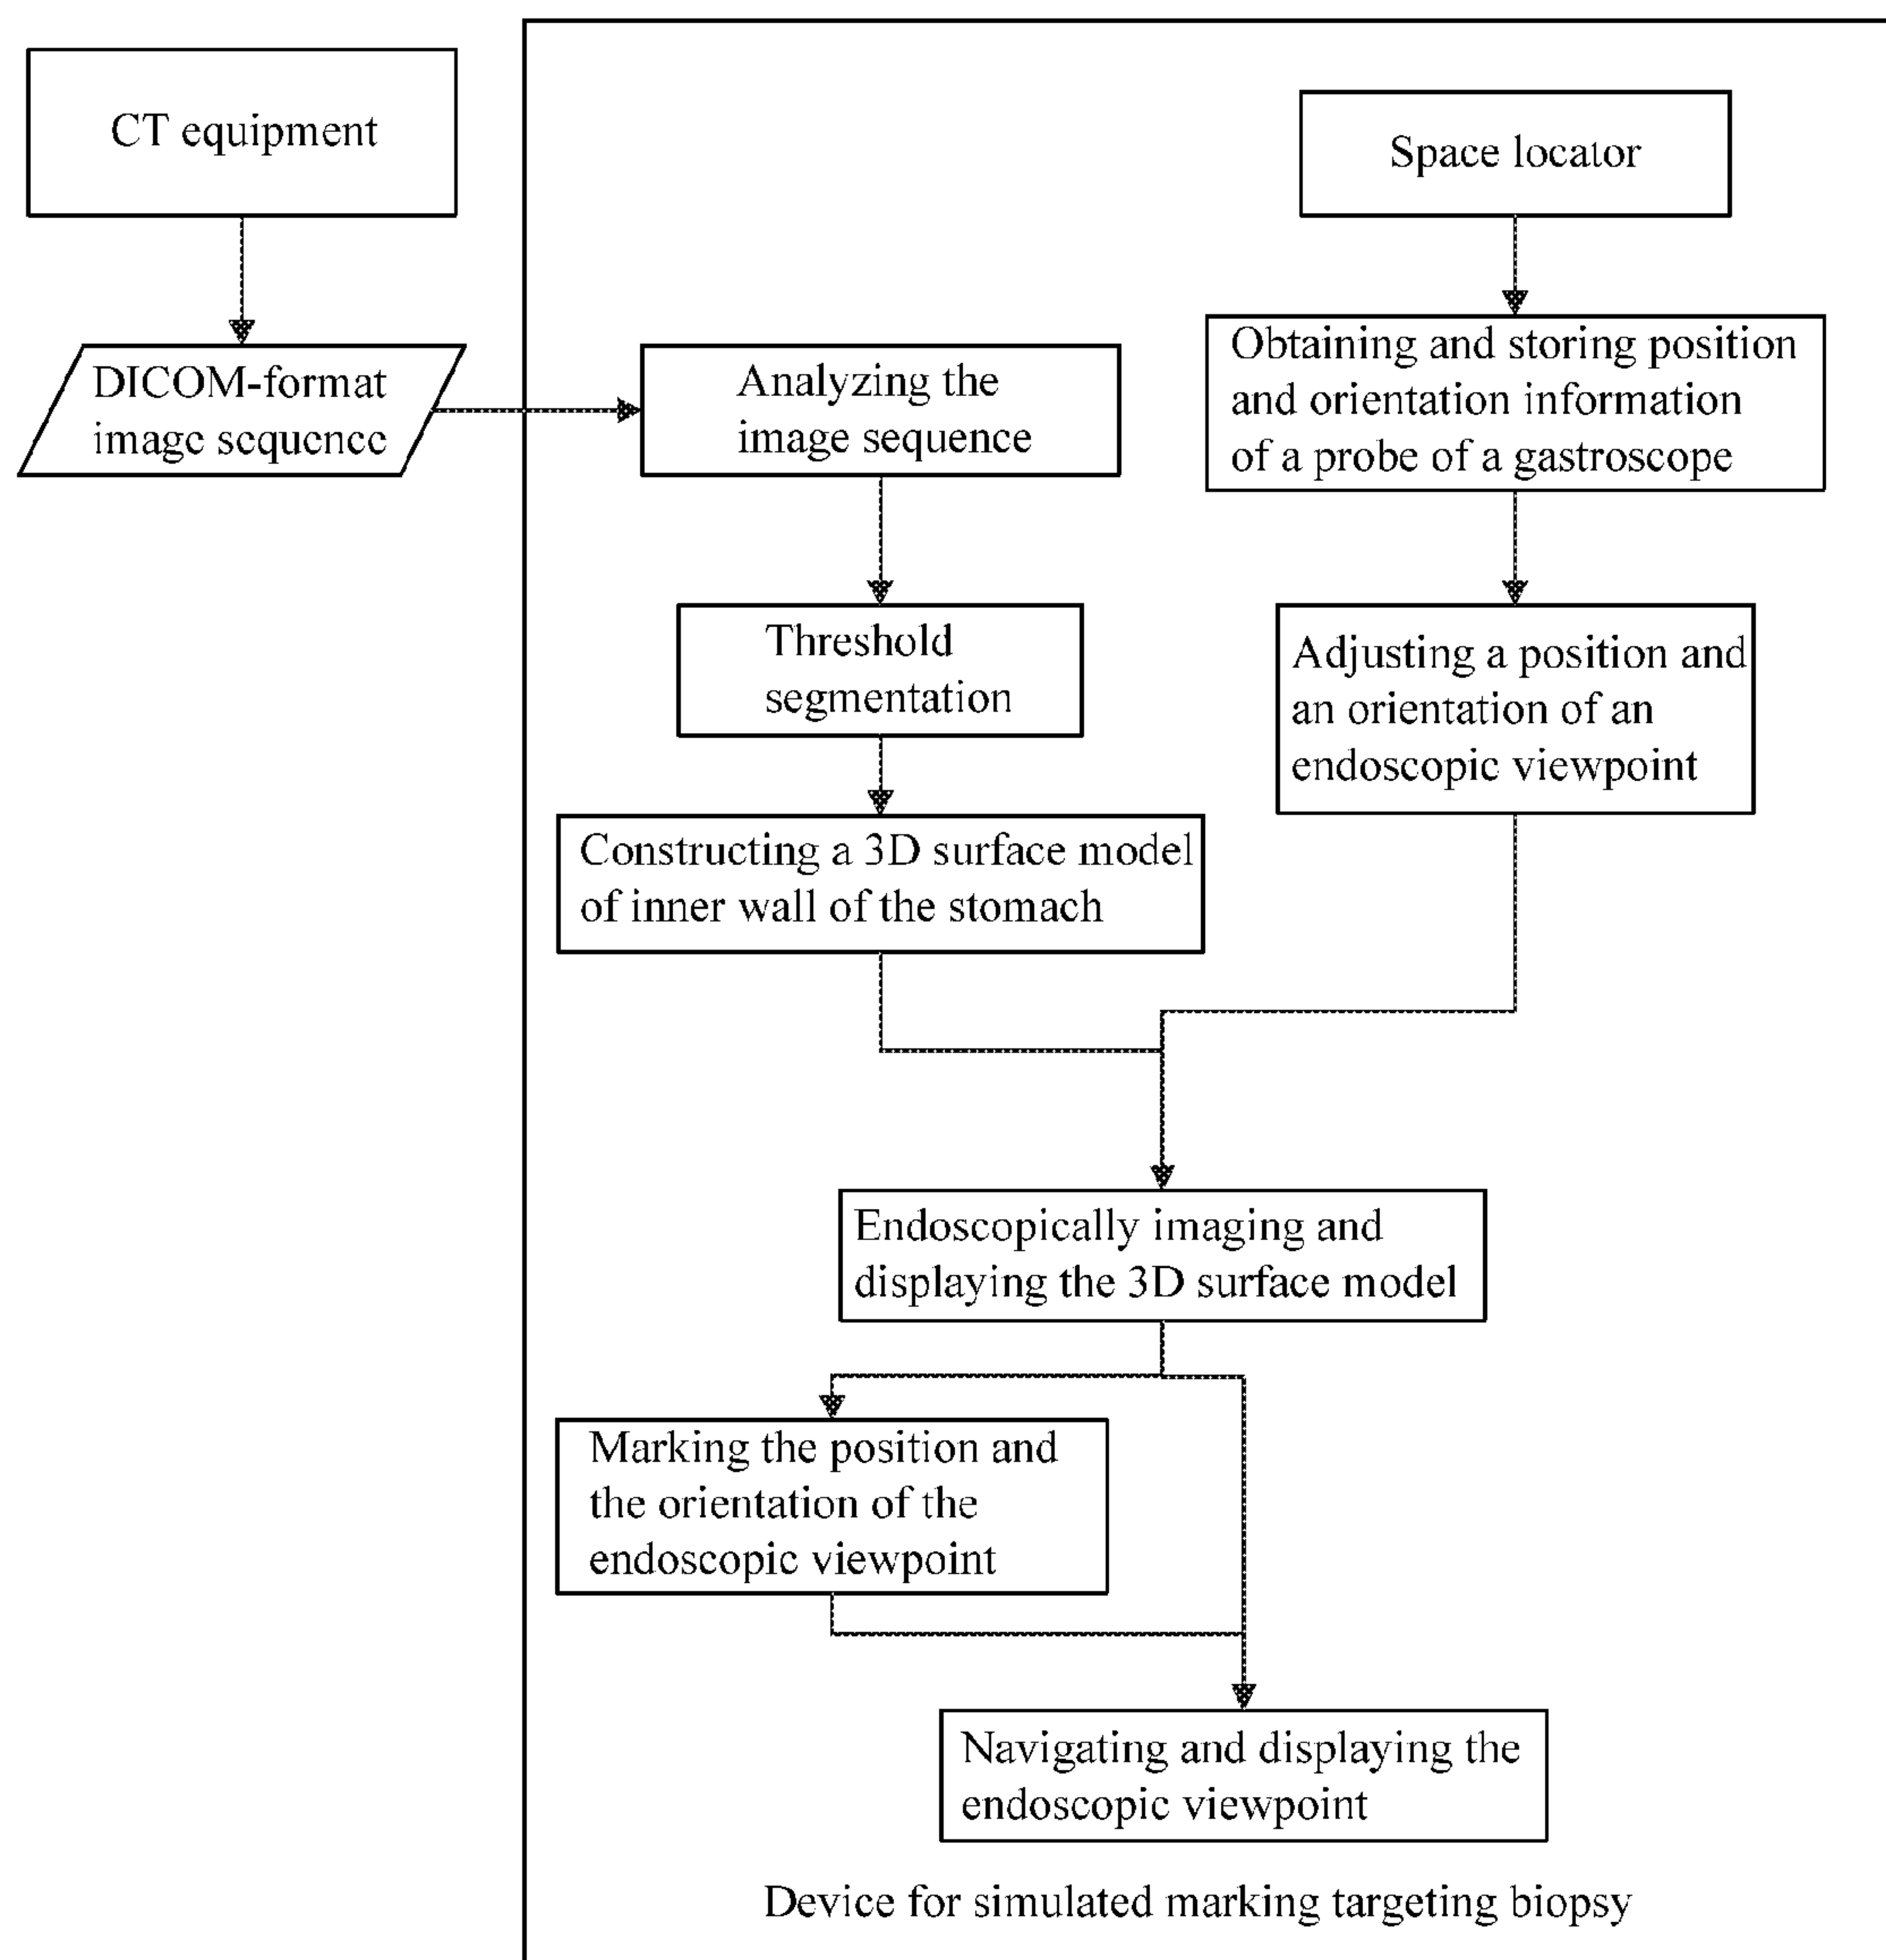 CT equipment
DICOM-format
image sequence
Space locator
Obtaining and storing position
and orientation information
of a probe of a gastroscope
Analyzing the
image sequence
Threshold
segmentation
Adjusting a position and
an orientation of an
endoscopic viewpoint
Constructing a 3D surface model
of inner wall of the stomach
Endoscopically imaging and
displaying the 3D surface model
Marking the position and
the orientation of the
endoscopic viewpoint
Navigating and displaying the
endoscopic viewpoint
Device for simulated marking targeting biopsy